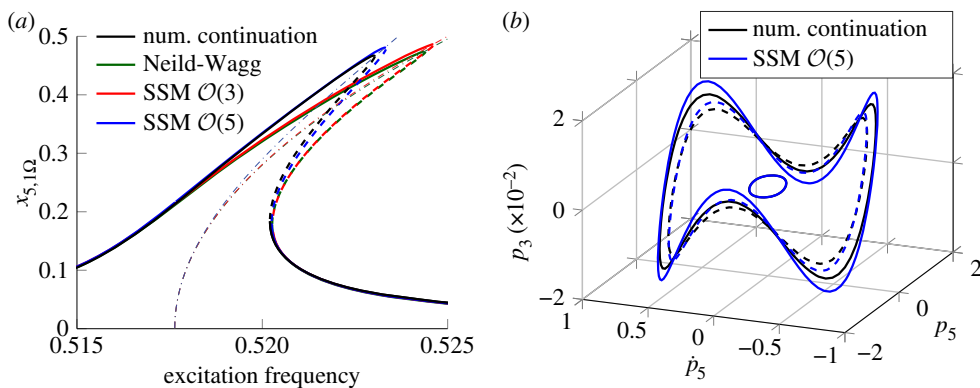 (a)
num. continuation
Neild-Wagg
SSM O(3)
SSM O(5)
0.5
0.4
0.3
0.2
0.1
0
x5,1Ω
0.515
0.520
0.525
excitation frequency
(b)
num. continuation
SSM O(5)
2
0
−2
p3 (×10−2)
1
0.5
0
−0.5
−1
ṗ5
−2
0
2
p5